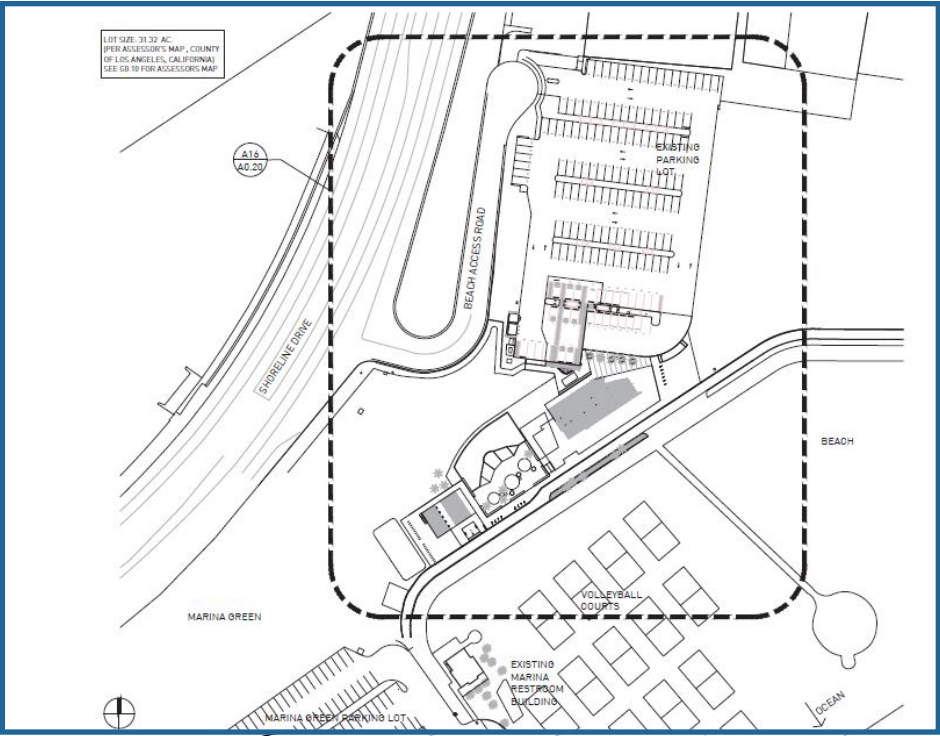 LOT SIZE: 31.32 AC.
(PER ASSESSOR'S MAP, COUNTY
OF LOS ANGELES, CALIFORNIA)
SEE G0.10 FOR ASSESSORS MAP
A16
A0.20
EXISTING
PARKING
LOT
BEACH ACCESS ROAD
SHORELINE DRIVE
BEACH
VOLLEYBALL
COURTS
MARINA GREEN
EXISTING
MARINA
RESTROOM
BUILDING
MARINA GREEN PARKING LOT
OCEAN